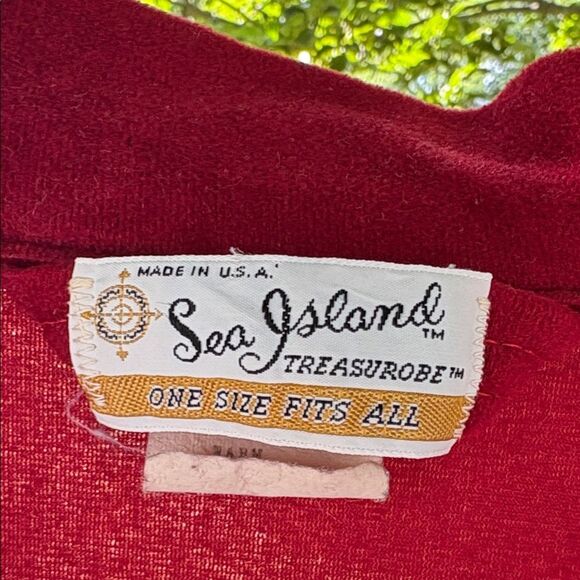 MADE IN U.S.A.
Sea Island™
TREASUROBE™
ONE SIZE FITS ALL